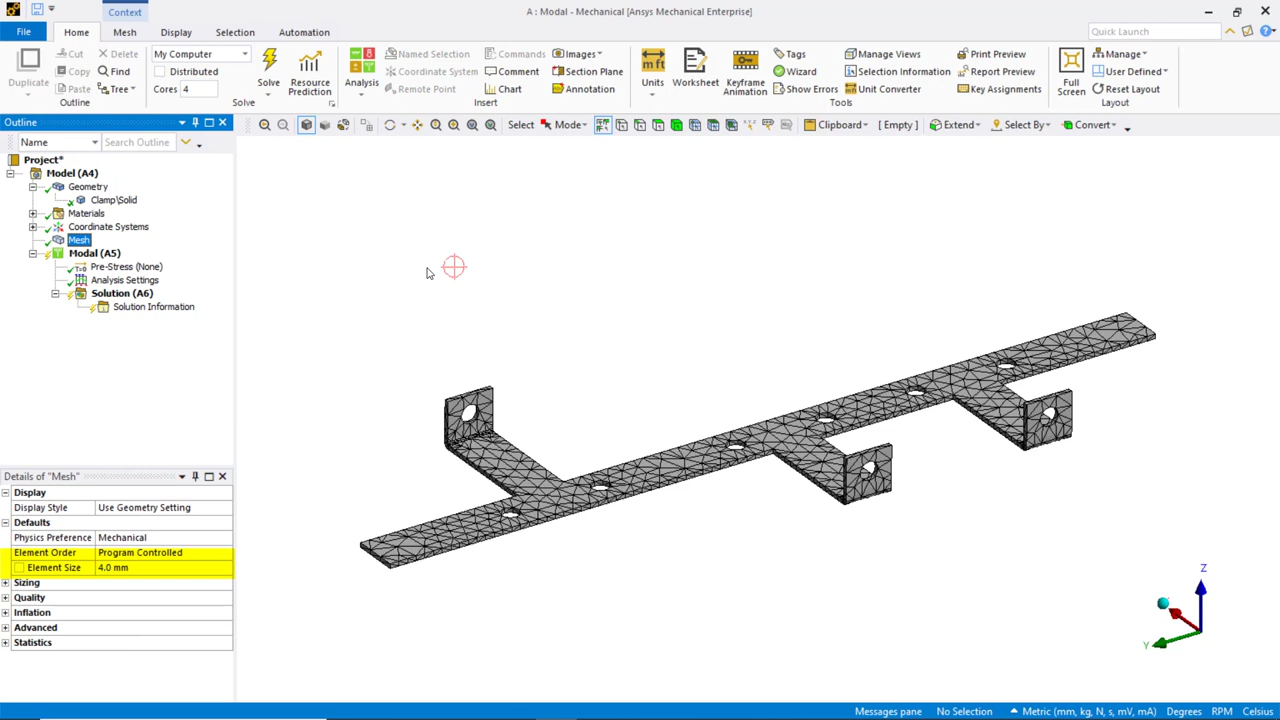 Context
A : Modal - Mechanical [Ansys Mechanical Enterprise]
File Home Mesh Display Selection Automation Quick Launch
Duplicate
Cut
Copy
Paste
Delete
Find
Tree
Outline
My Computer
Distributed
Cores 4
Solve
Resource Prediction
Solve
Analysis
Named Selection
Coordinate System
Remote Point
Commands
Comment
Chart
Images
Section Plane
Annotation
Insert
Units
Worksheet
Keyframe Animation
Tags
Wizard
Show Errors
Manage Views
Selection Information
Unit Converter
Print Preview
Report Preview
Key Assignments
Tools
Full Screen
Manage
User Defined
Reset Layout
Layout
Outline
Select Mode Clipboard [ Empty ] Extend Select By Convert
Name Search Outline
Project*
Model (A4)
Geometry
Clamp\Solid
Materials
Coordinate Systems
Mesh
Modal (A5)
Pre-Stress (None)
Analysis Settings
Solution (A6)
Solution Information
Details of "Mesh"
Display
Display Style Use Geometry Setting
Defaults
Physics Preference Mechanical
Element Order Program Controlled
Element Size 4.0 mm
Sizing
Quality
Inflation
Advanced
Statistics
Z
Y
Messages pane No Selection Metric (mm, kg, N, s, mV, mA) Degrees RPM Celsius